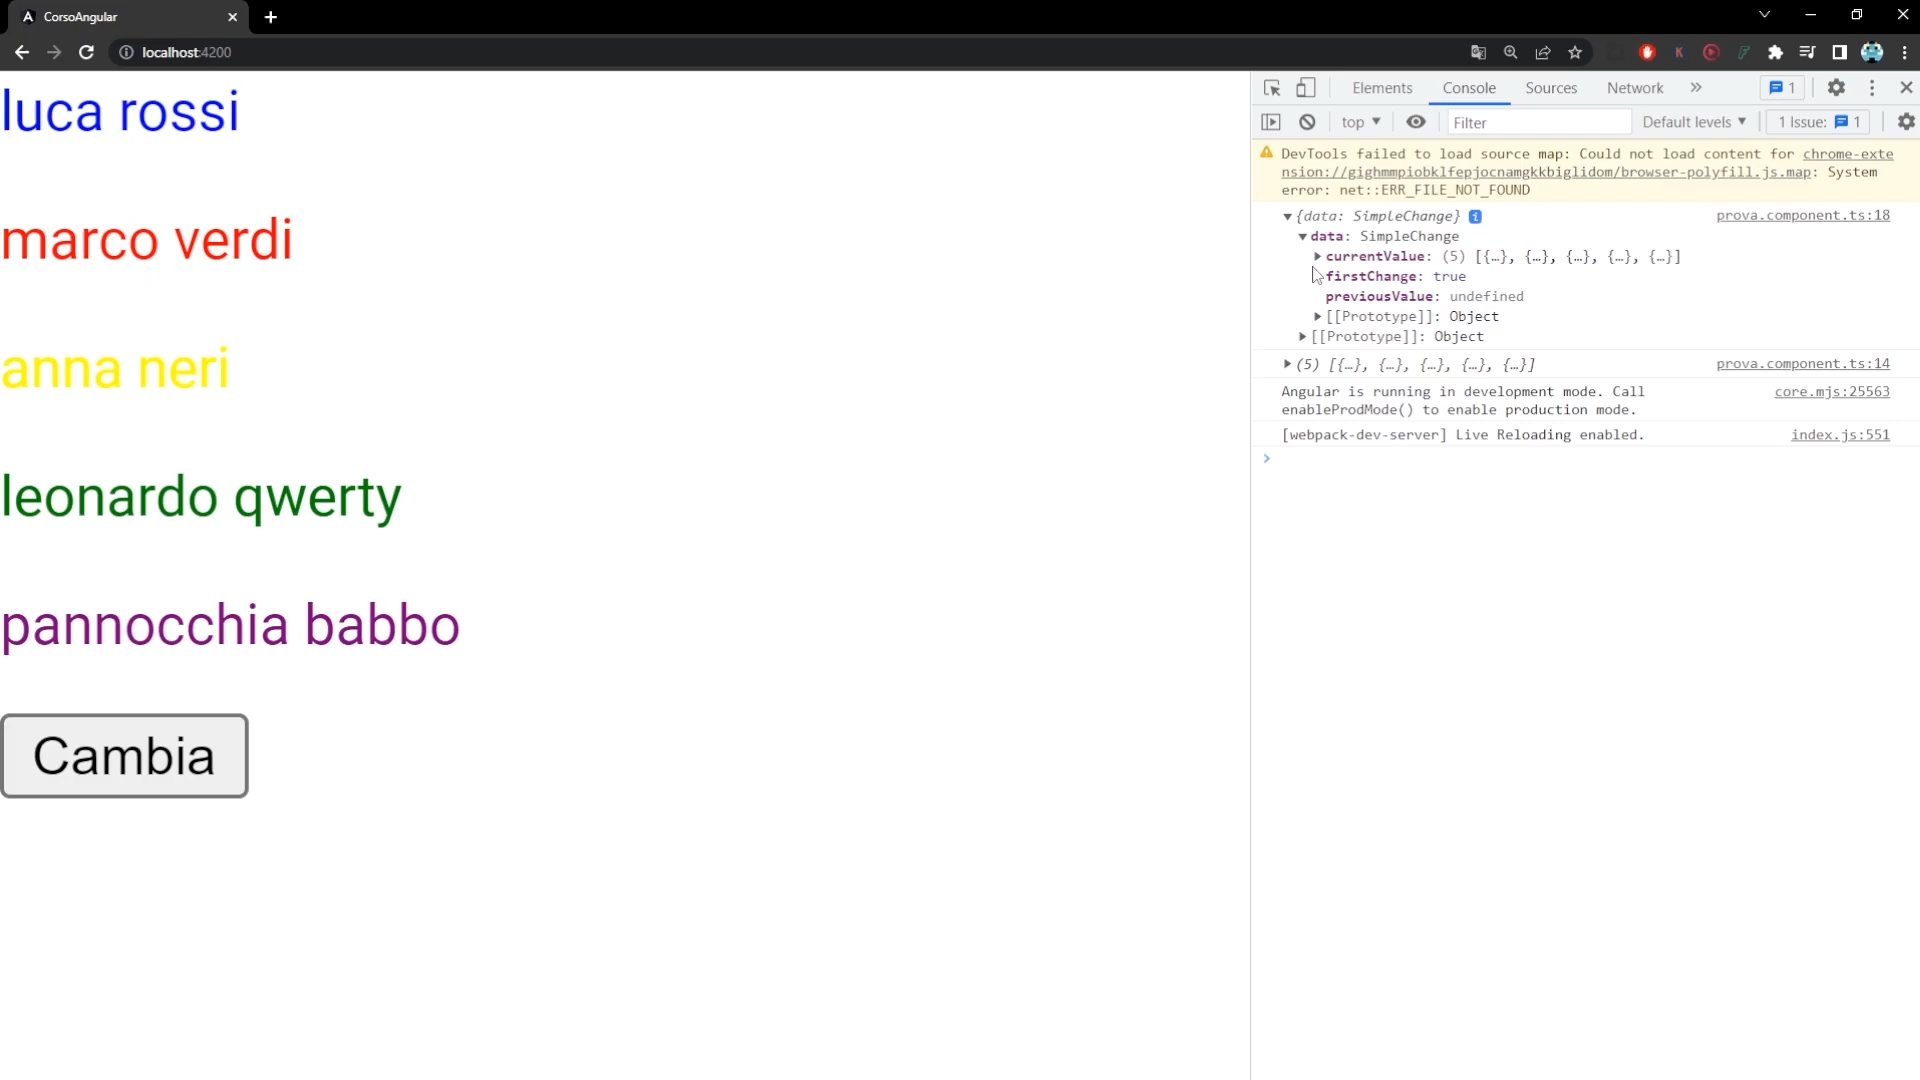 CorsoAngular
localhost:4200
luca rossi
marco verdi
anna neri
leonardo qwerty
pannocchia babbo
Cambia
Elements Console Sources Network 1
top Filter Default levels 1 Issue: 1
DevTools failed to load source map: Could not load content for chrome-exte
nsion://gighmmpiobklfepjocnamgkkbiglidom/browser-polyfill.js.map: System
error: net::ERR_FILE_NOT_FOUND
{data: SimpleChange} i prova.component.ts:18
data: SimpleChange
currentValue: (5) [{…}, {…}, {…}, {…}, {…}]
firstChange: true
previousValue: undefined
[[Prototype]]: Object
[[Prototype]]: Object
(5) [{…}, {…}, {…}, {…}, {…}] prova.component.ts:14
Angular is running in development mode. Call core.mjs:25563
enableProdMode() to enable production mode.
[webpack-dev-server] Live Reloading enabled. index.js:551